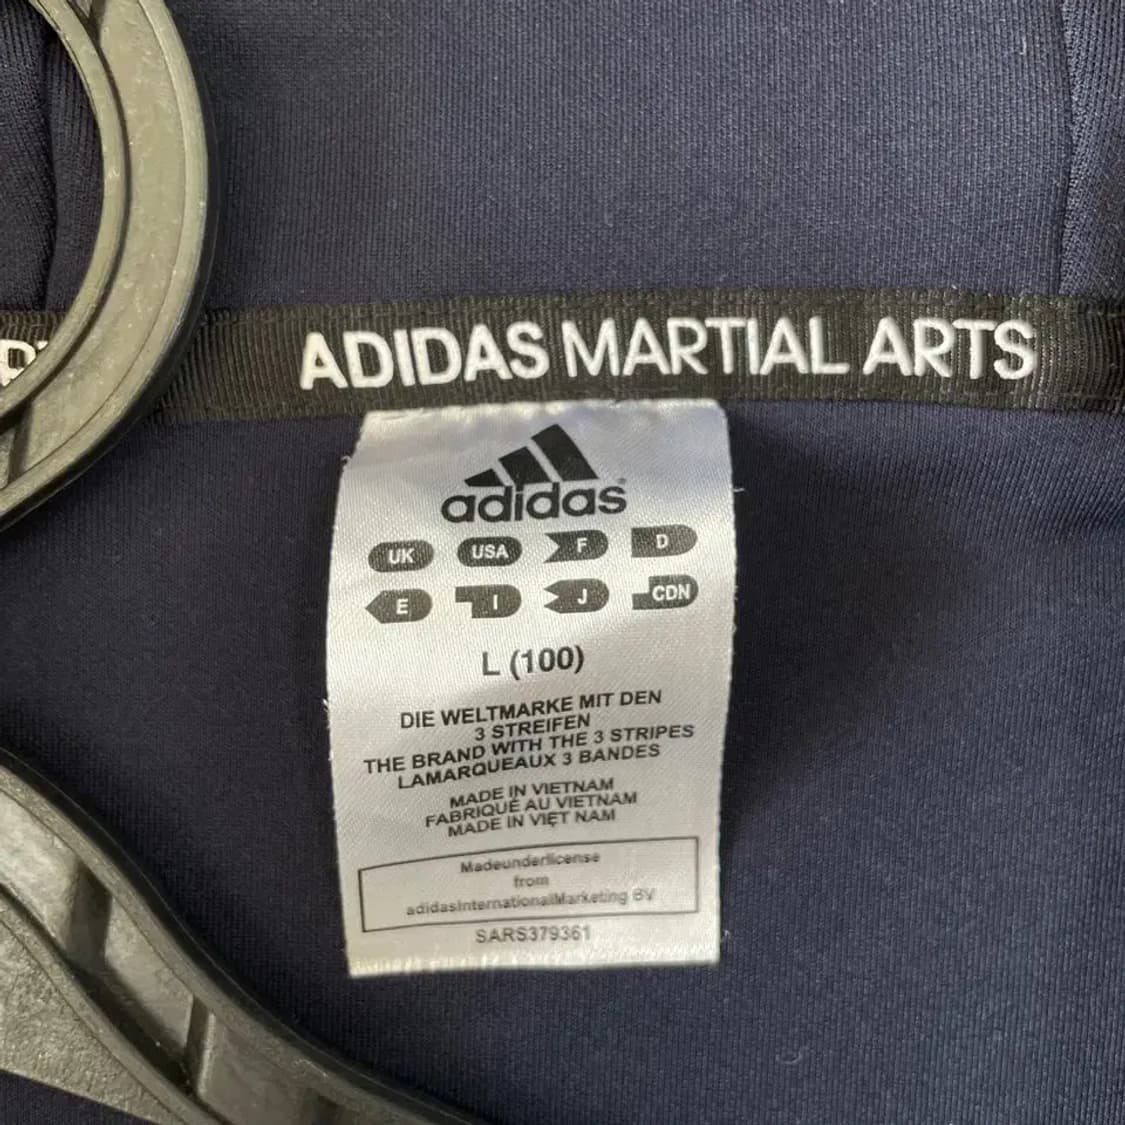 ADIDAS MARTIAL ARTS
adidas
UK USA F D
E I J CDN
L (100)
DIE WELTMARKE MIT DEN
3 STREIFEN
THE BRAND WITH THE 3 STRIPES
LAMARQUEAUX 3 BANDES
MADE IN VIETNAM
FABRIQUÉ AU VIETNAM
MADE IN VIỆT NAM
Madeunderlicense
from
adidasInternationalMarketing BV
SARS379361